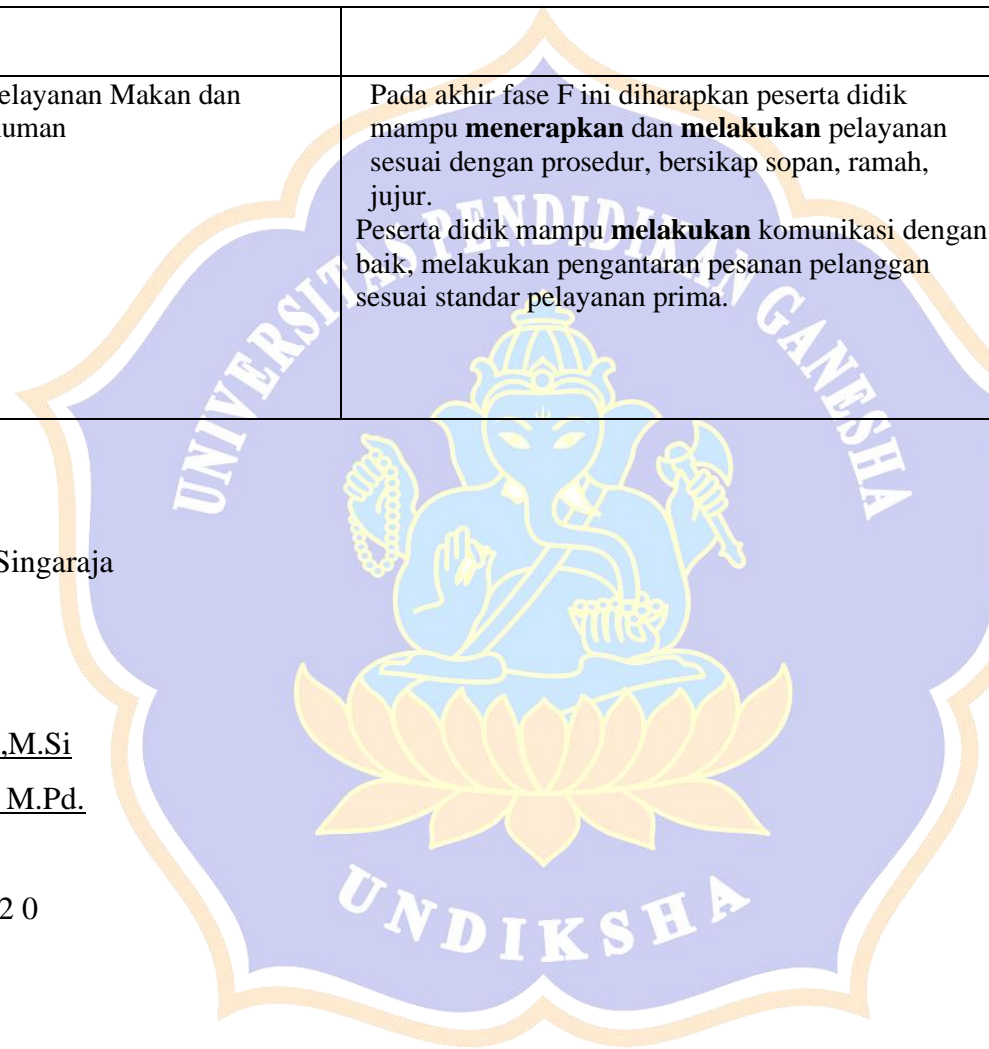 elayanan Makan dan
uman
Pada akhir fase F ini diharapkan peserta didik
mampu menerapkan dan melakukan pelayanan
sesuai dengan prosedur, bersikap sopan, ramah,
jujur.
Peserta didik mampu melakukan komunikasi dengan
baik, melakukan pengantaran pesanan pelanggan
sesuai standar pelayanan prima.
UNIVERSITAS PENDIDIKAN GANESHA
Singaraja
,M.Si
M.Pd.
2 0
UNDIKSHA